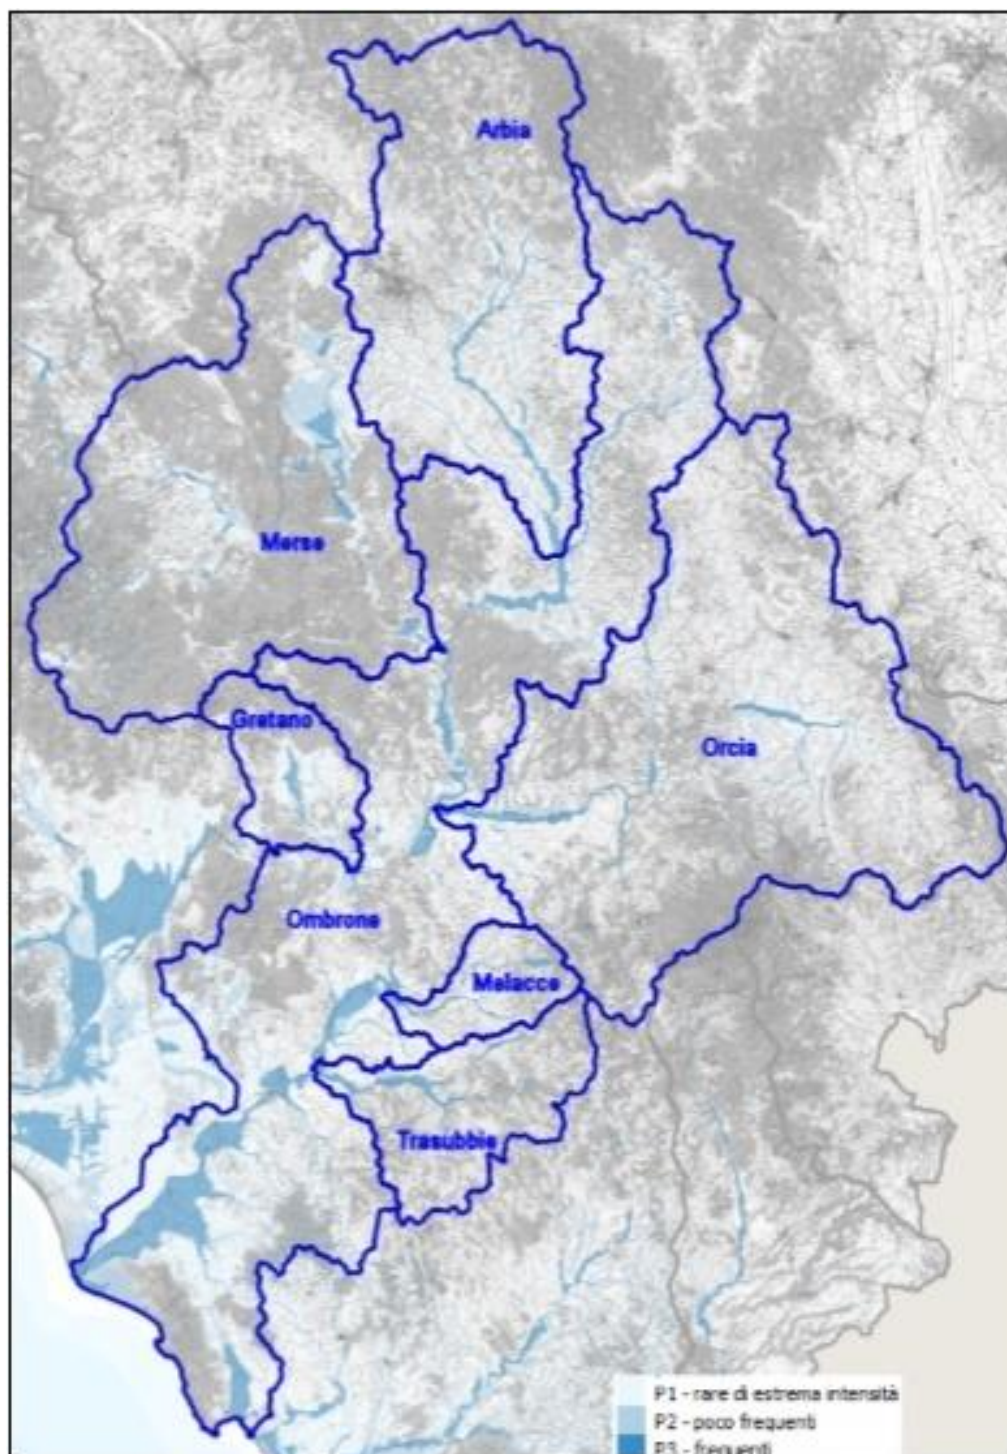 Arbia
Merse
Gretano
Orcia
Ombrone
Melacce
Trasubbie
P1 - rare di estrema intensità
P2 - poco frequenti
P3 - frequenti